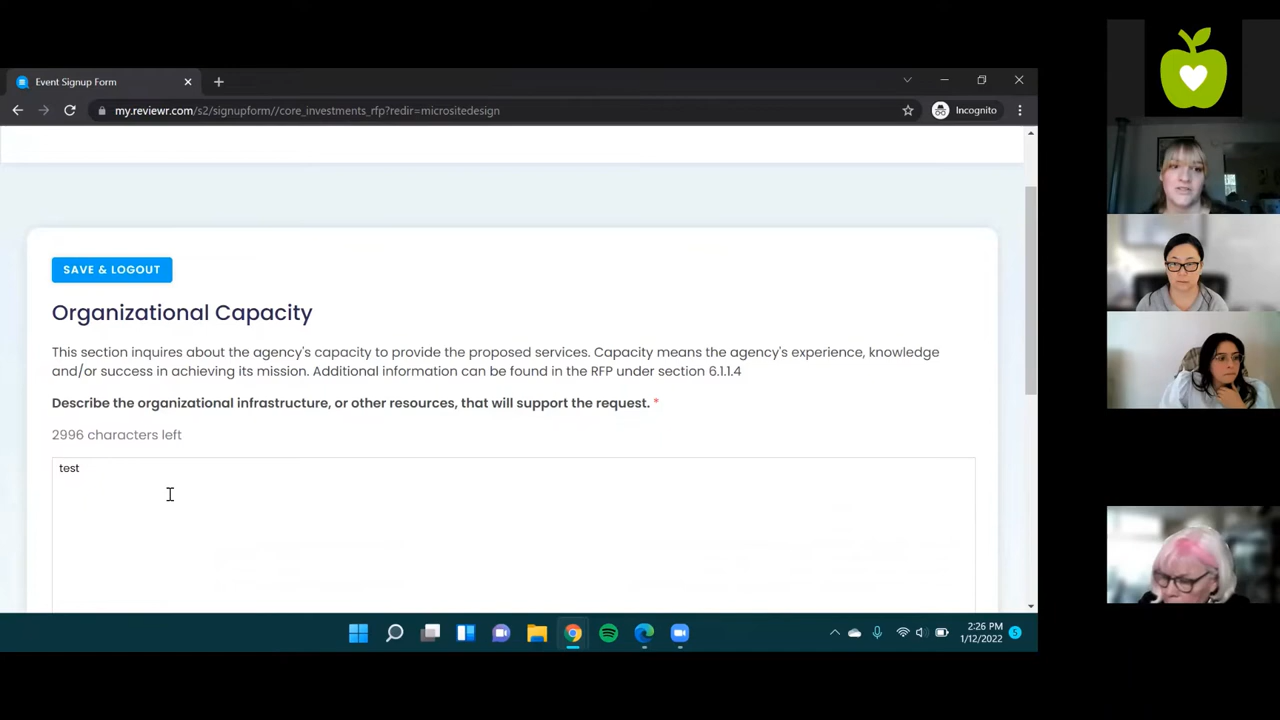 Event Signup Form
my.reviewr.com/s2/signupform//core_investments_rfp?redir=micrositedesign
Incognito
SAVE & LOGOUT
Organizational Capacity
This section inquires about the agency's capacity to provide the proposed services. Capacity means the agency's experience, knowledge
and/or success in achieving its mission. Additional information can be found in the RFP under section 6.1.1.4
Describe the organizational infrastructure, or other resources, that will support the request. *
2996 characters left
test
2:26 PM
1/12/2022
5